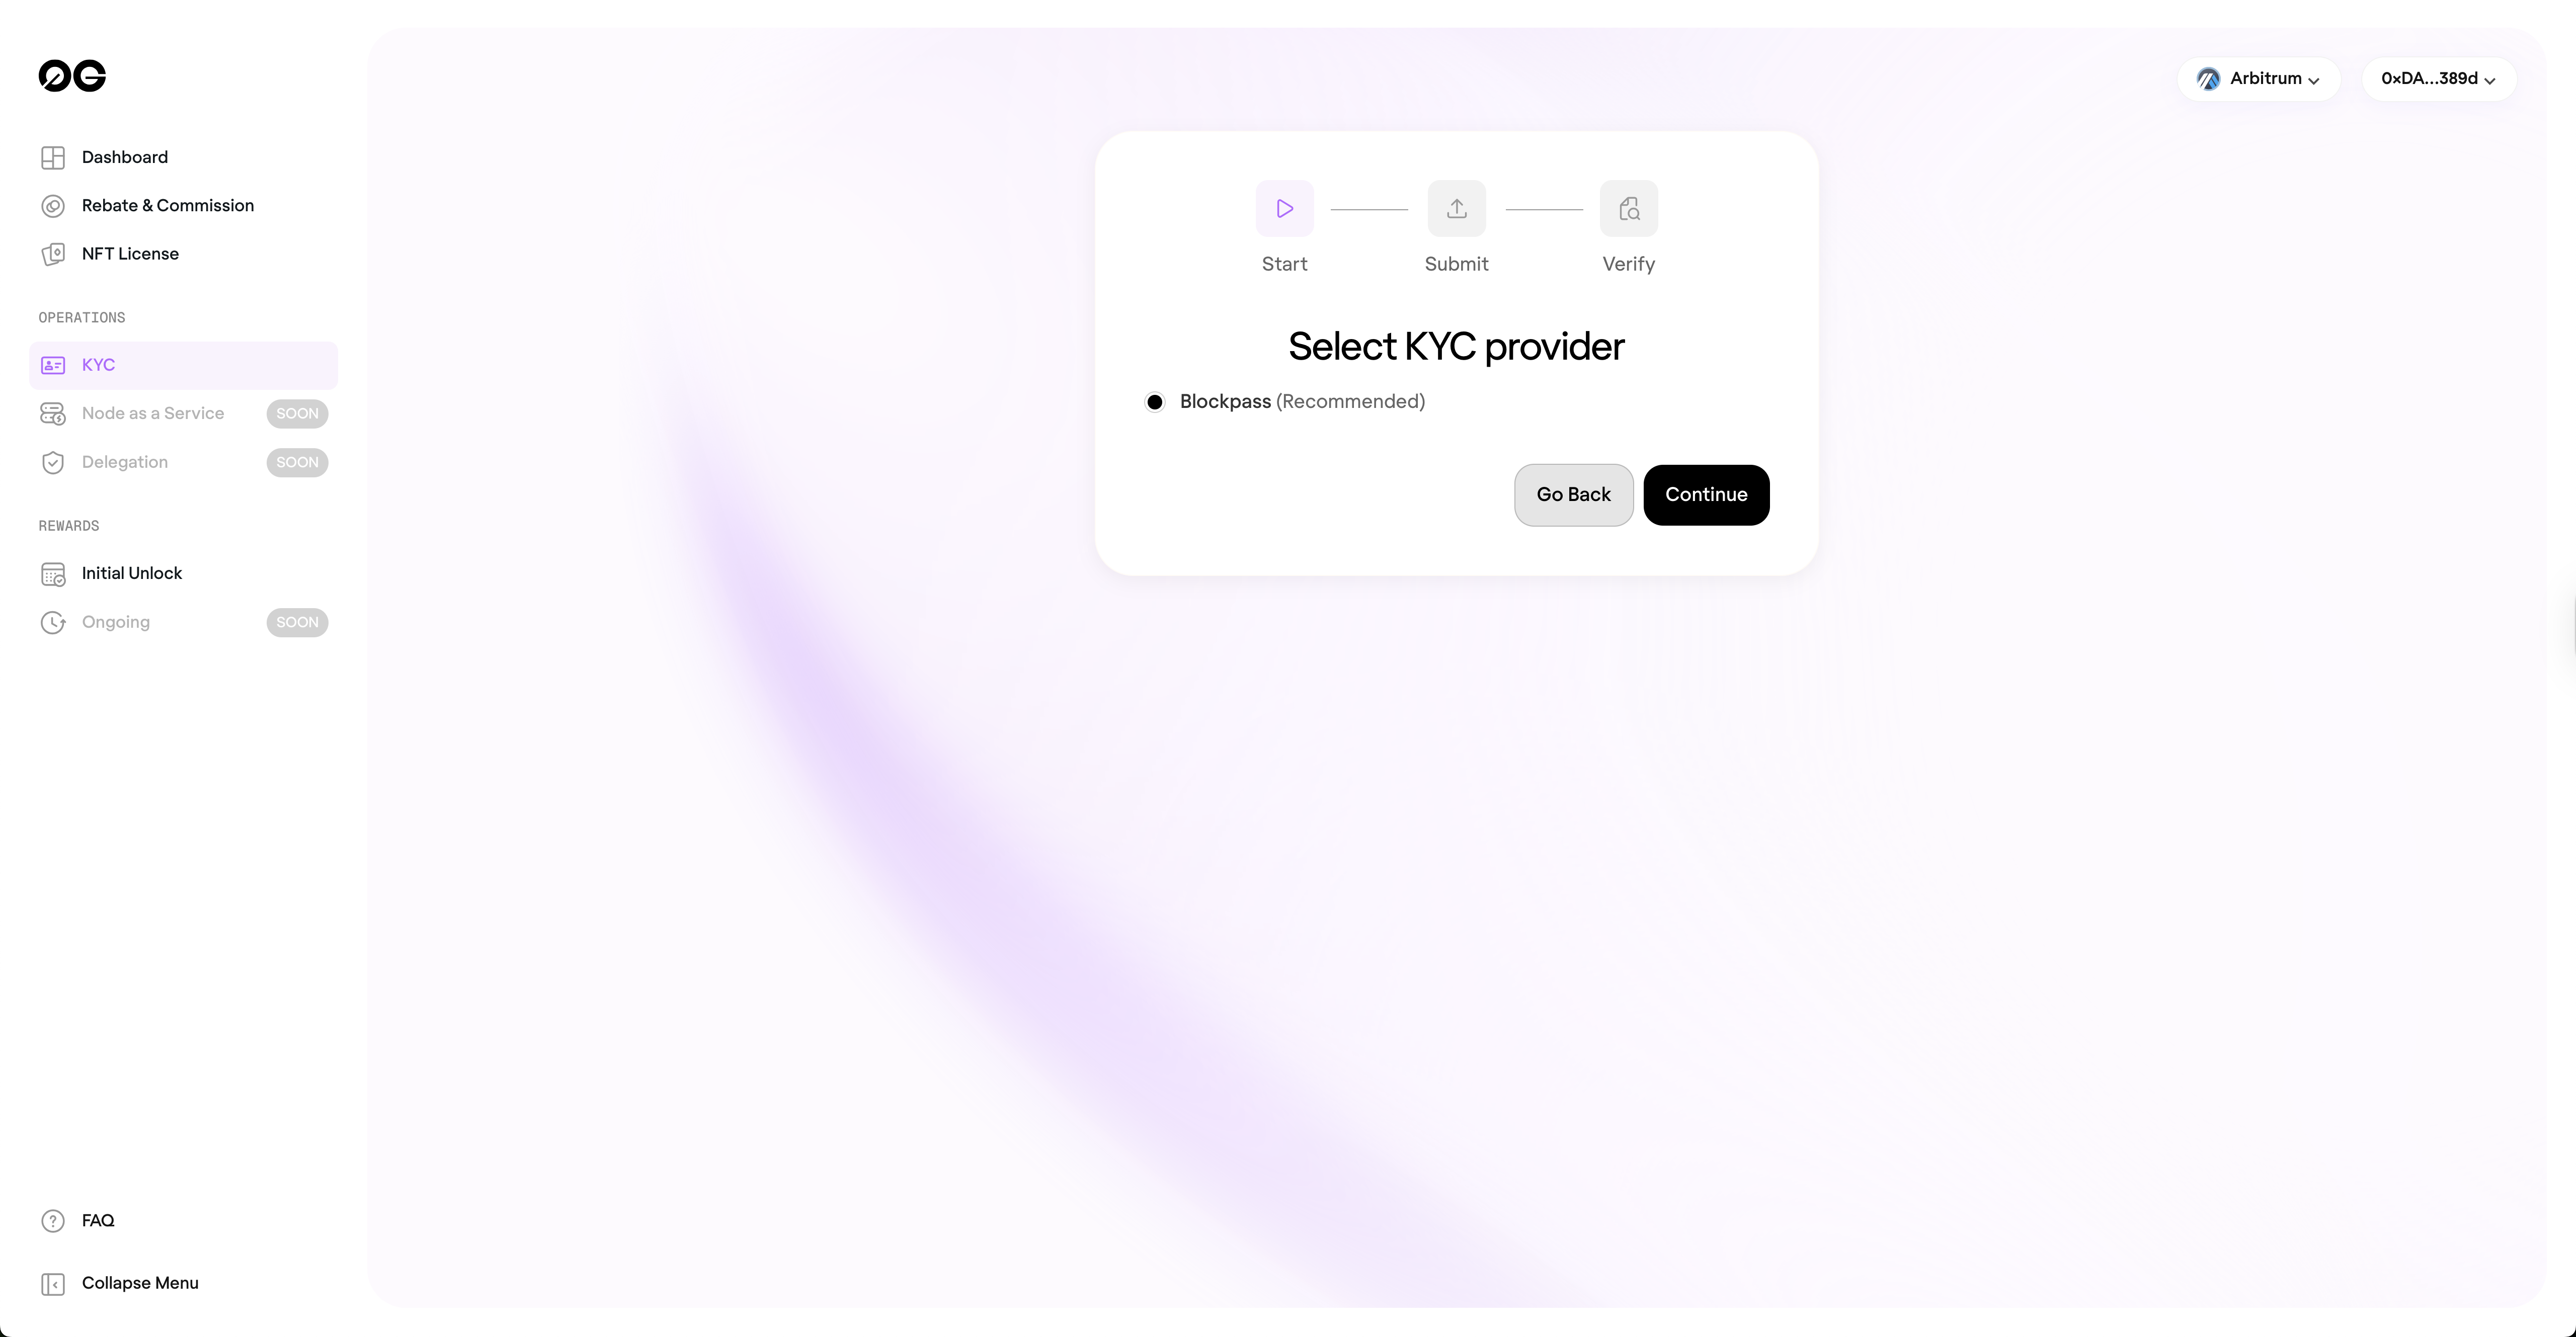 0G
Dashboard
Rebate & Commission
NFT License
OPERATIONS
KYC
Node as a Service SOON
Delegation SOON
REWARDS
Initial Unlock
Ongoing SOON
FAQ
Collapse Menu
Arbitrum
0xDA...389d
Start
Submit
Verify
Select KYC provider
Blockpass (Recommended)
Go Back
Continue